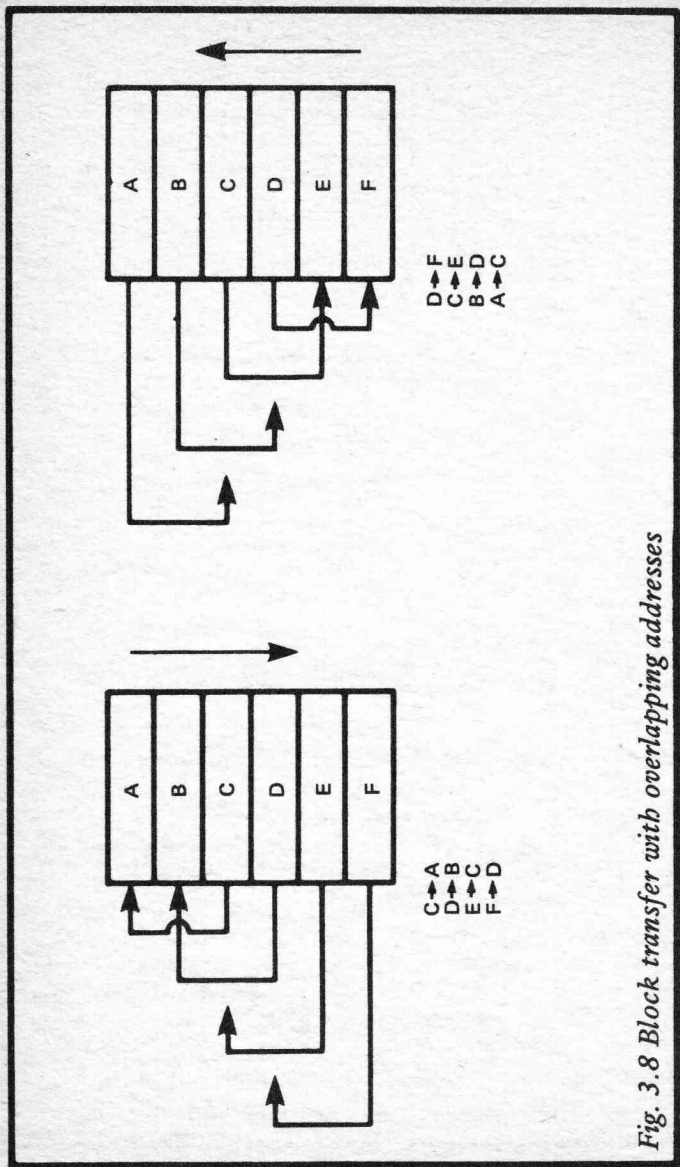 A
B
C
D
E
F
C→A
D→B
E→C
F→D
A
B
C
D
E
F
D→F
C→E
B→D
A→C
Fig. 3.8 Block transfer with overlapping addresses